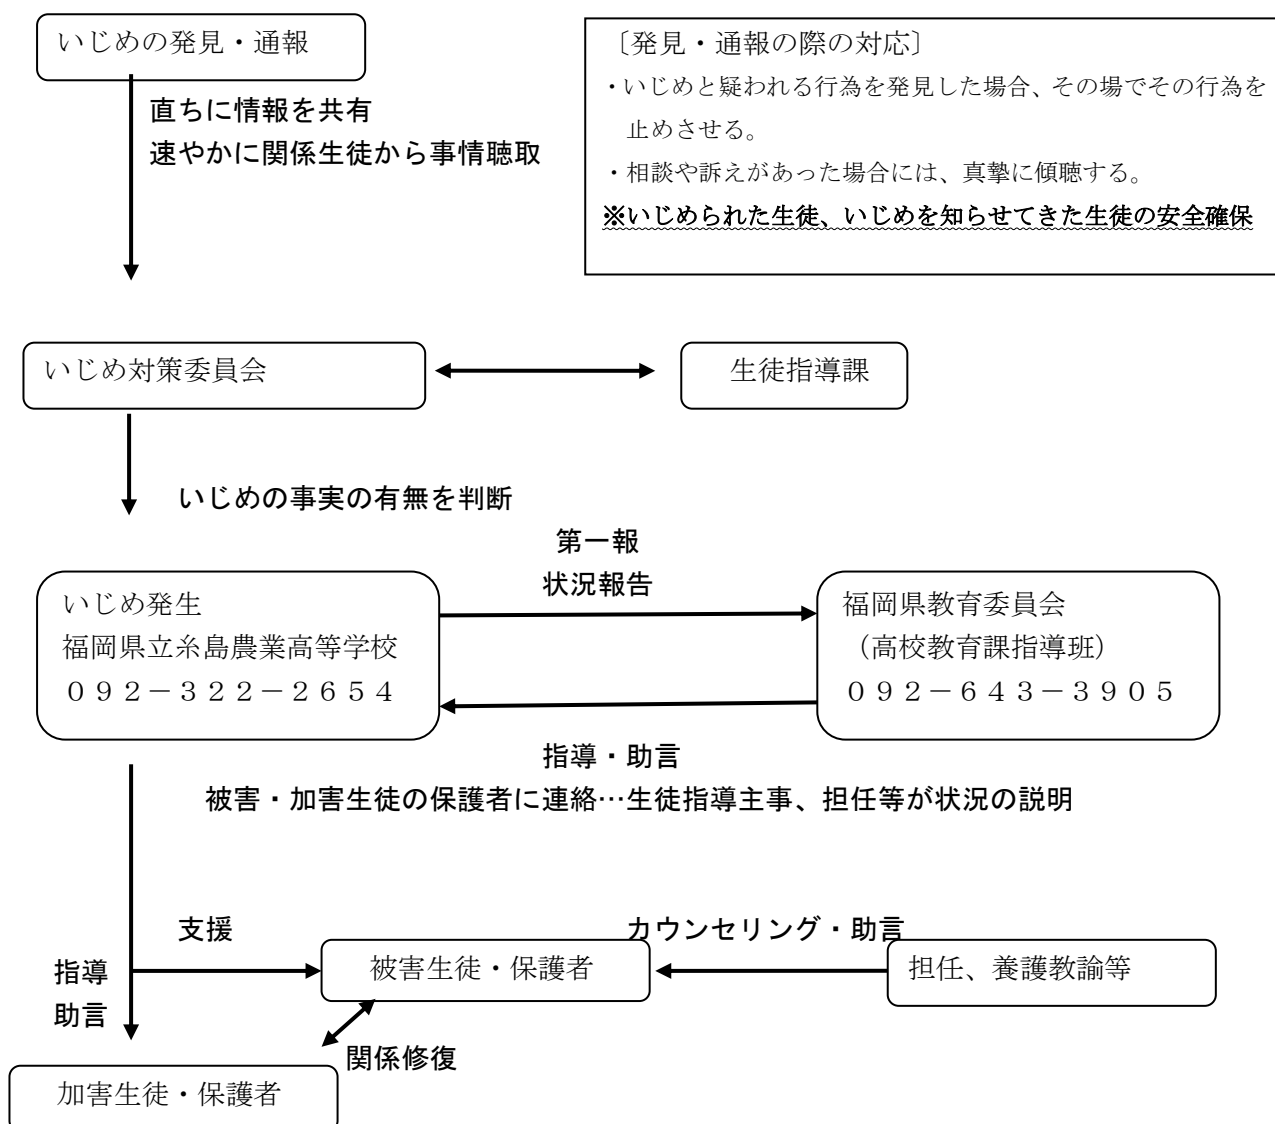 いじめの発見・通報
〔発見・通報の際の対応〕
・いじめと疑われる行為を発見した場合、その場でその行為を
止めさせる。
・相談や訴えがあった場合には、真摯に傾聴する。
※いじめられた生徒、いじめを知らせてきた生徒の安全確保
直ちに情報を共有
速やかに関係生徒から事情聴取
いじめ対策委員会
生徒指導課
いじめの事実の有無を判断
第一報
状況報告
いじめ発生
福岡県立糸島農業高等学校
０９２－３２２－２６５４
福岡県教育委員会
（高校教育課指導班）
０９２－６４３－３９０５
指導・助言
被害・加害生徒の保護者に連絡…生徒指導主事、担任等が状況の説明
支援
カウンセリング・助言
指導
助言
被害生徒・保護者
担任、養護教諭等
関係修復
加害生徒・保護者